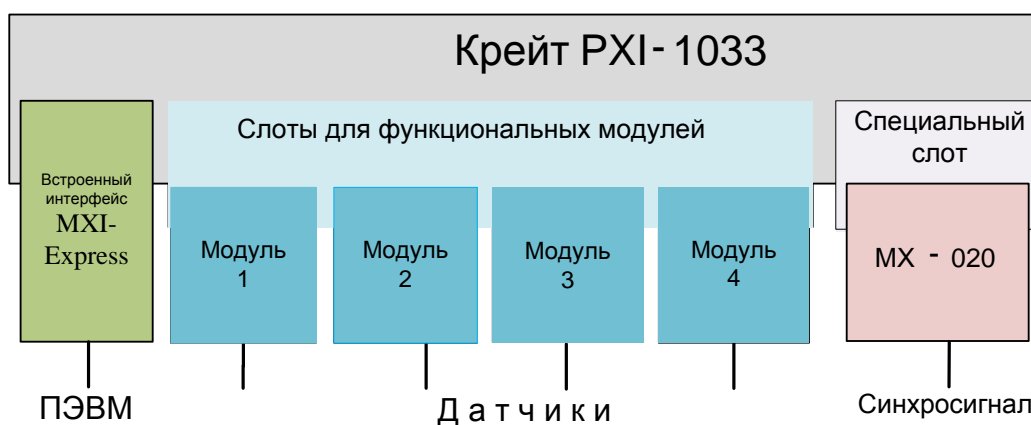 Крейт PXI-1033
Слоты для функциональных модулей
Специальный
слот
Встроенный
интерфейс
MXI-
Express
Модуль
1
Модуль
2
Модуль
3
Модуль
4
МХ - 020
ПЭВМ
Датчики
Синхросигнал